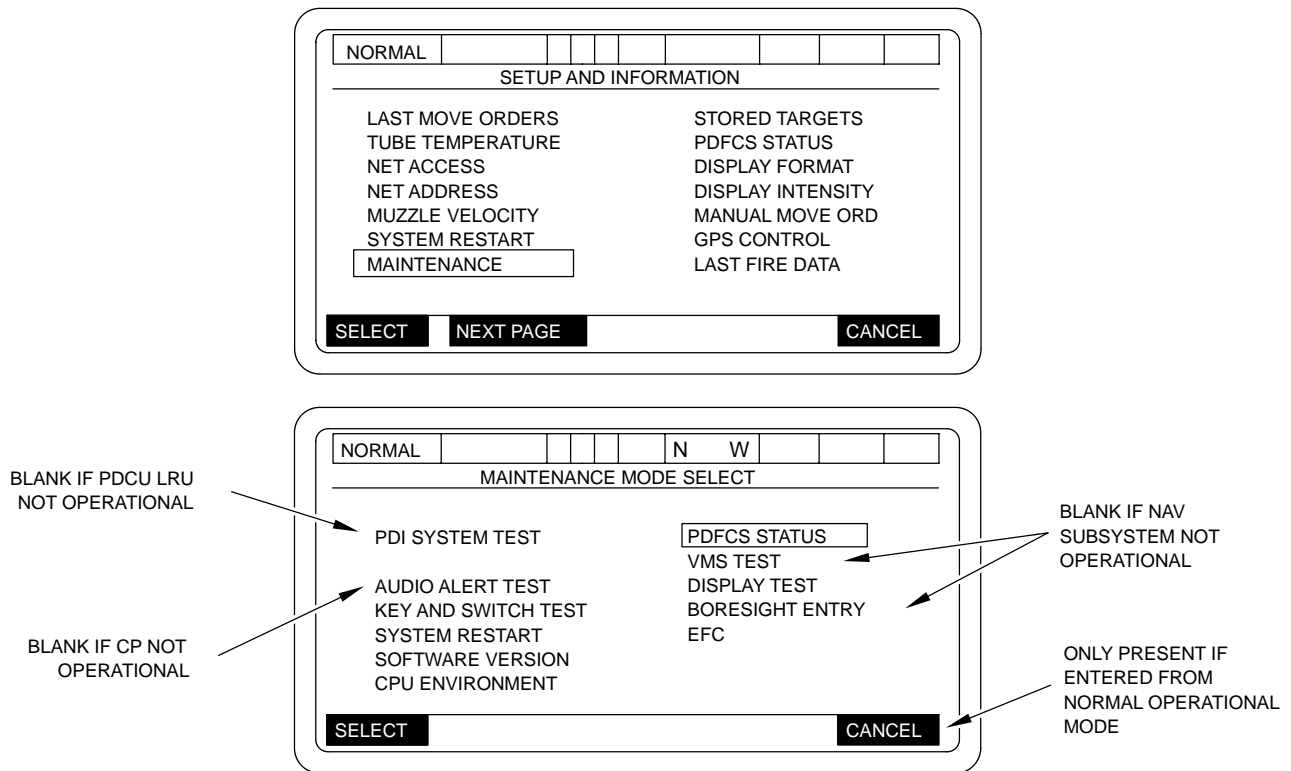 NORMAL
SETUP AND INFORMATION
LAST MOVE ORDERS
TUBE TEMPERATURE
NET ACCESS
NET ADDRESS
MUZZLE VELOCITY
SYSTEM RESTART
MAINTENANCE
STORED TARGETS
PDFCS STATUS
DISPLAY FORMAT
DISPLAY INTENSITY
MANUAL MOVE ORD
GPS CONTROL
LAST FIRE DATA
SELECT NEXT PAGE CANCEL
NORMAL N W
MAINTENANCE MODE SELECT
BLANK IF PDCU LRU
NOT OPERATIONAL
BLANK IF CP NOT
OPERATIONAL
PDI SYSTEM TEST
AUDIO ALERT TEST
KEY AND SWITCH TEST
SYSTEM RESTART
SOFTWARE VERSION
CPU ENVIRONMENT
PDFCS STATUS
VMS TEST
DISPLAY TEST
BORESIGHT ENTRY
EFC
BLANK IF NAV
SUBSYSTEM NOT
OPERATIONAL
ONLY PRESENT IF
ENTERED FROM
NORMAL OPERATIONAL
MODE
SELECT CANCEL